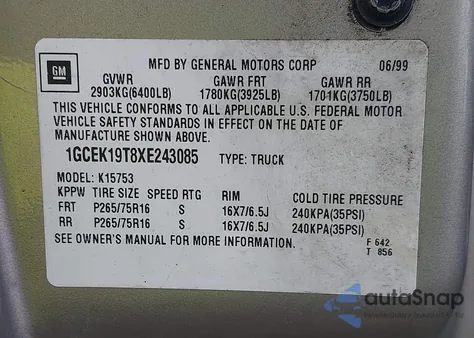 MFD BY GENERAL MOTORS CORP 06/99
GM
GVWR GAWR FRT GAWR RR
2903KG(6400LB) 1780KG(3925LB) 1701KG(3750LB)
THIS VEHICLE CONFORMS TO ALL APPLICABLE U.S. FEDERAL MOTOR
VEHICLE SAFETY STANDARDS IN EFFECT ON THE DATE OF
MANUFACTURE SHOWN ABOVE.
1GCEK19T8XE243085 TYPE: TRUCK
MODEL: K15753
KPPW TIRE SIZE SPEED RTG RIM COLD TIRE PRESSURE
FRT P265/75R16 S 16X7/6.5J 240KPA(35PSI)
RR P265/75R16 S 16X7/6.5J 240KPA(35PSI)
SEE OWNER'S MANUAL FOR MORE INFORMATION.
F 642
T 856
autoSnap